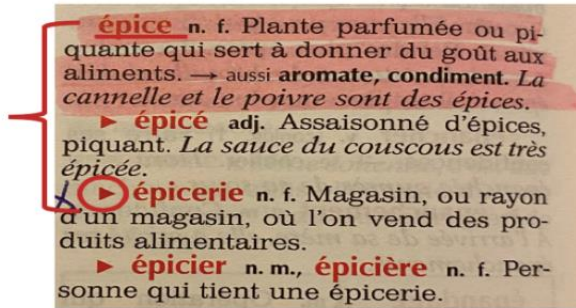 épice n. f. Plante parfumée ou pi-
quante qui sert à donner du goût aux
aliments. → aussi aromate, condiment. La
cannelle et le poivre sont des épices.
► épicé adj. Assaisonné d'épices,
piquant. La sauce du couscous est très
épicée.
► épicerie n. f. Magasin, ou rayon
d'un magasin, où l'on vend des pro-
duits alimentaires.
► épicier n. m., épicière n. f. Per-
sonne qui tient une épicerie.